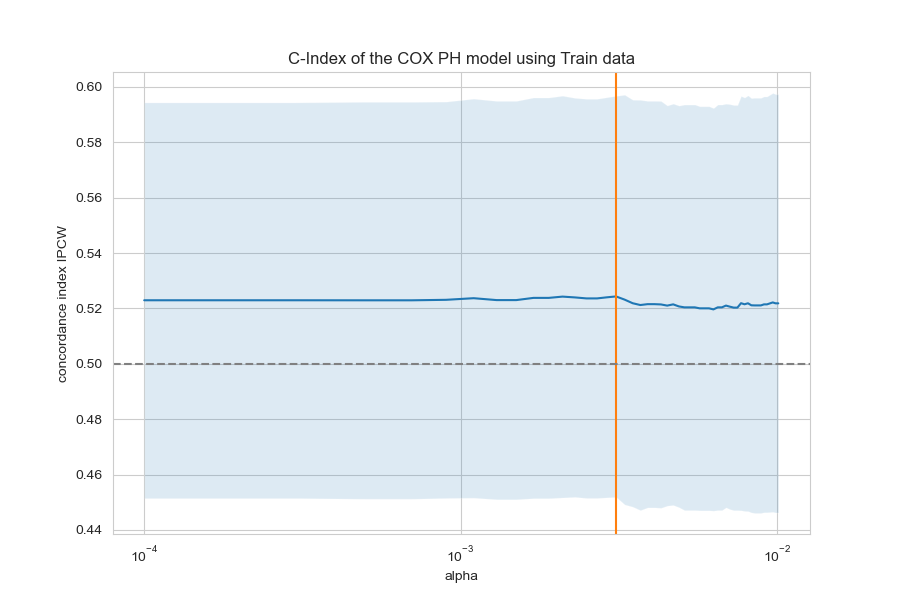 C-Index of the COX PH model using Train data
concordance index IPCW
0.60
0.58
0.56
0.54
0.52
0.50
0.48
0.46
0.44
10⁻⁴ 10⁻³ 10⁻²
alpha